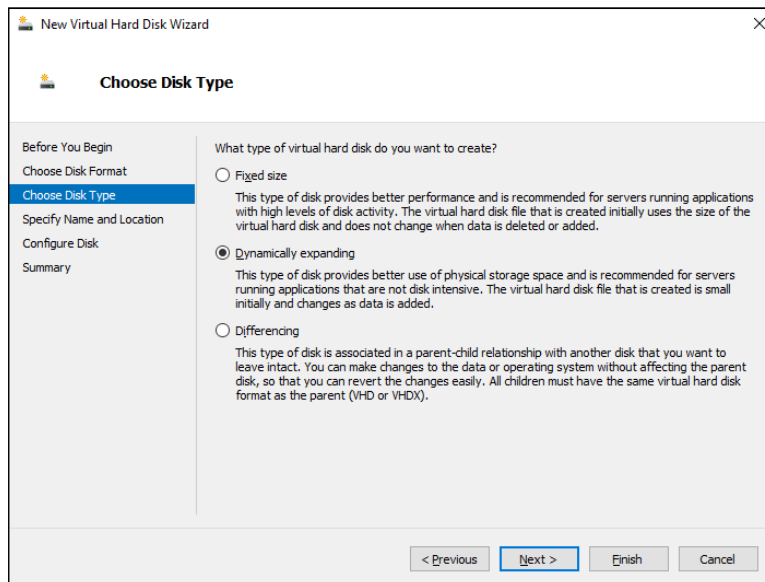 New Virtual Hard Disk Wizard
Choose Disk Type
Before You Begin
Choose Disk Format
Choose Disk Type
Specify Name and Location
Configure Disk
Summary
What type of virtual hard disk do you want to create?
Fixed size
This type of disk provides better performance and is recommended for servers running applications
with high levels of disk activity. The virtual hard disk file that is created initially uses the size of the
virtual hard disk and does not change when data is deleted or added.
Dynamically expanding
This type of disk provides better use of physical storage space and is recommended for servers
running applications that are not disk intensive. The virtual hard disk file that is created is small
initially and changes as data is added.
Differencing
This type of disk is associated in a parent-child relationship with another disk that you want to
leave intact. You can make changes to the data or operating system without affecting the parent
disk, so that you can revert the changes easily. All children must have the same virtual hard disk
format as the parent (VHD or VHDX).
< Previous
Next >
Finish
Cancel